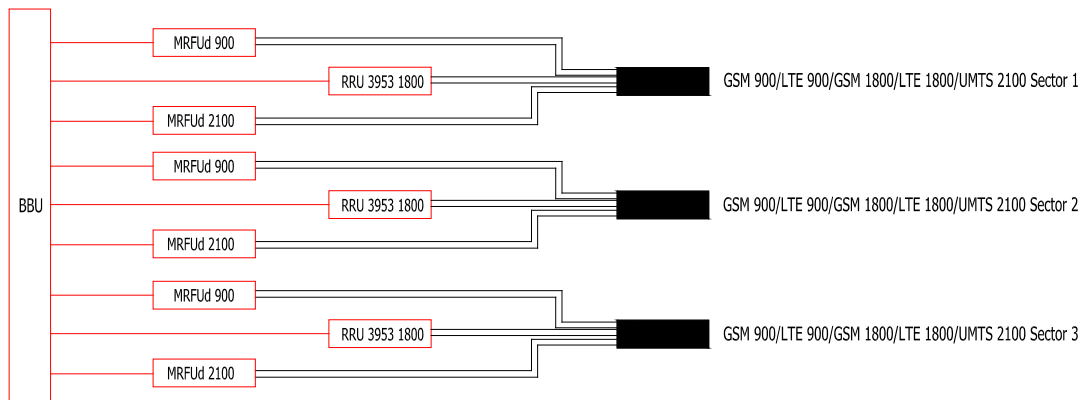 MRFUd 900
RRU 3953 1800
GSM 900/LTE 900/GSM 1800/LTE 1800/UMTS 2100 Sector 1
MRFUd 2100
MRFUd 900
BBU
RRU 3953 1800
GSM 900/LTE 900/GSM 1800/LTE 1800/UMTS 2100 Sector 2
MRFUd 2100
MRFUd 900
RRU 3953 1800
GSM 900/LTE 900/GSM 1800/LTE 1800/UMTS 2100 Sector 3
MRFUd 2100